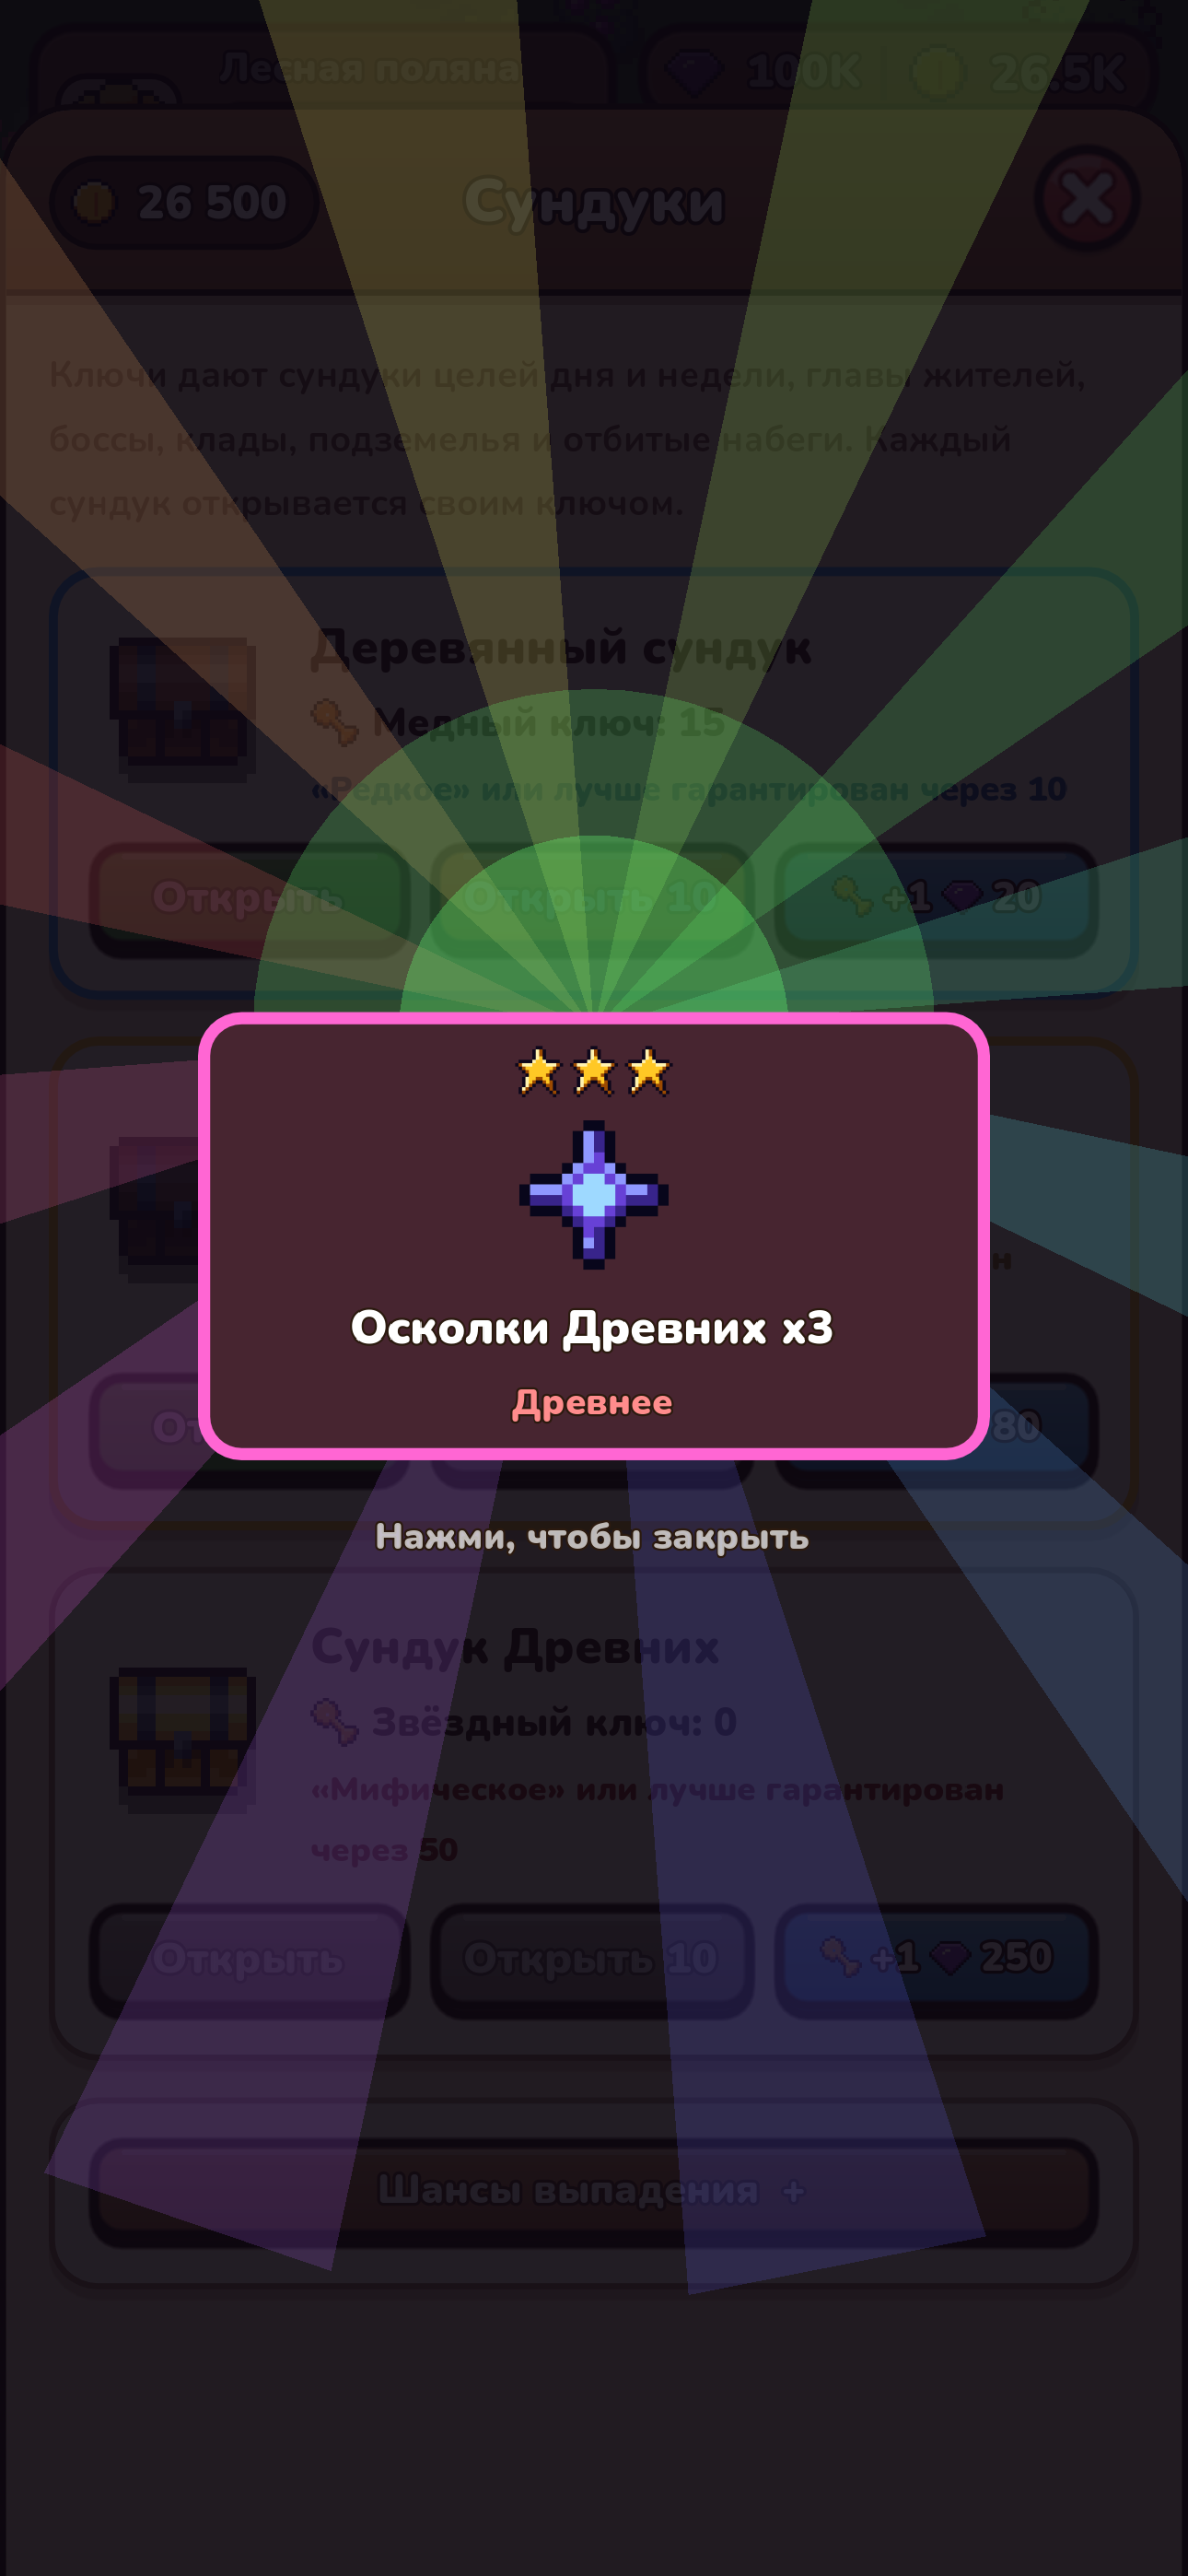 Лесная поляна
100K 26.5K
26 500
Сундуки
Ключи дают сундуки целей дня и недели, главы жителей,
боссы, клады, подземелья и отбитые набеги. Каждый
сундук открывается своим ключом.
Деревянный сундук
Медный ключ: 15
«Редкое» или лучше гарантирован через 10
Открыть Открыть 10 +1 20
Осколки Древних x3
Древнее
80
Нажми, чтобы закрыть
Сундук Древних
Звёздный ключ: 0
«Мифическое» или лучше гарантирован
через 50
Открыть Открыть 10 +1 250
Шансы выпадения +